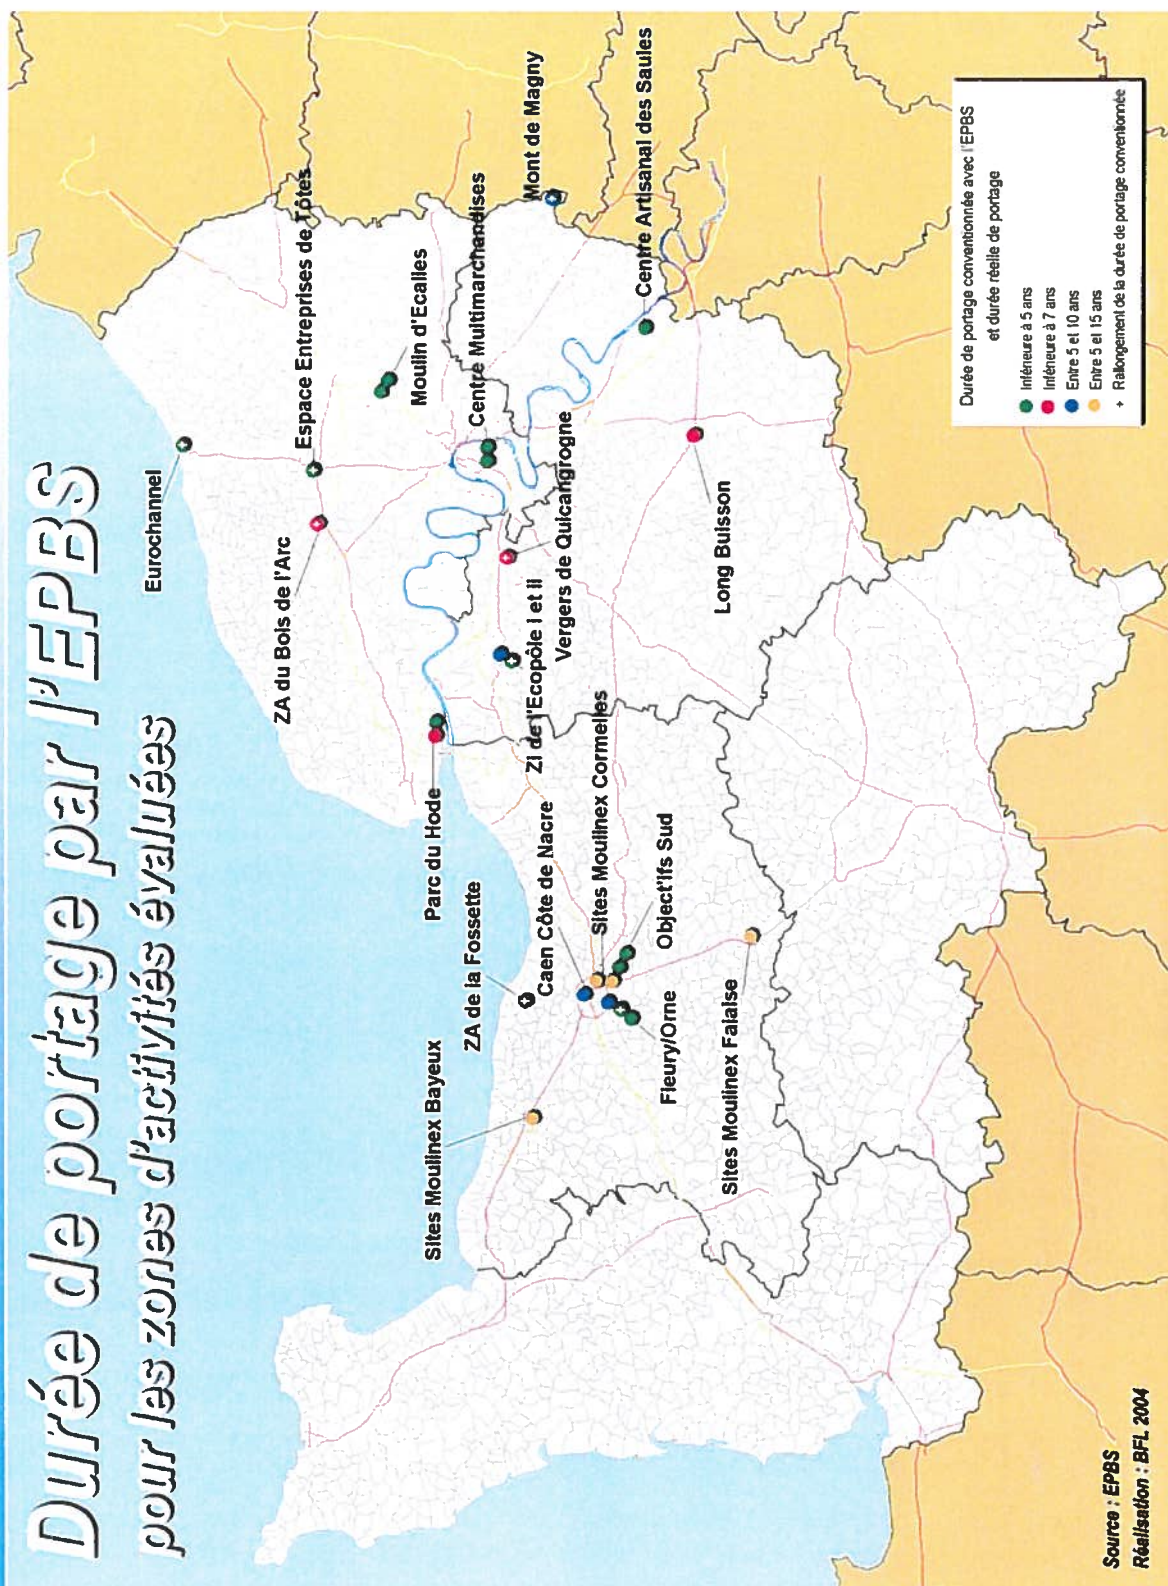 Durée de portage par l'EPBS
pour les zones d'activités évaluées
Eurochannel
ZA du Bois de l'Arc
Espace Entreprises de Tôtes
Moulin d'Ecalles
Centre Multimarchandises
Mont de Magny
Centre Artisanal des Saules
Parc du Hode
ZI de l'Ecopôle I et II
Vergers de Quicangrogne
Long Buisson
Sites Moulinex Bayeux
ZA de la Fossette
Caen Côte de Nacre
Sites Moulinex Cormelles
Object'Ifs Sud
Fleury/Orne
Sites Moulinex Falaise
Durée de portage conventionnée avec l'EPBS
et durée réelle de portage
Inférieure à 5 ans
Inférieure à 7 ans
Entre 5 et 10 ans
Entre 5 et 15 ans
+ Rallongement de la durée de portage conventionnée
Source : EPBS
Réalisation : BFL 2004